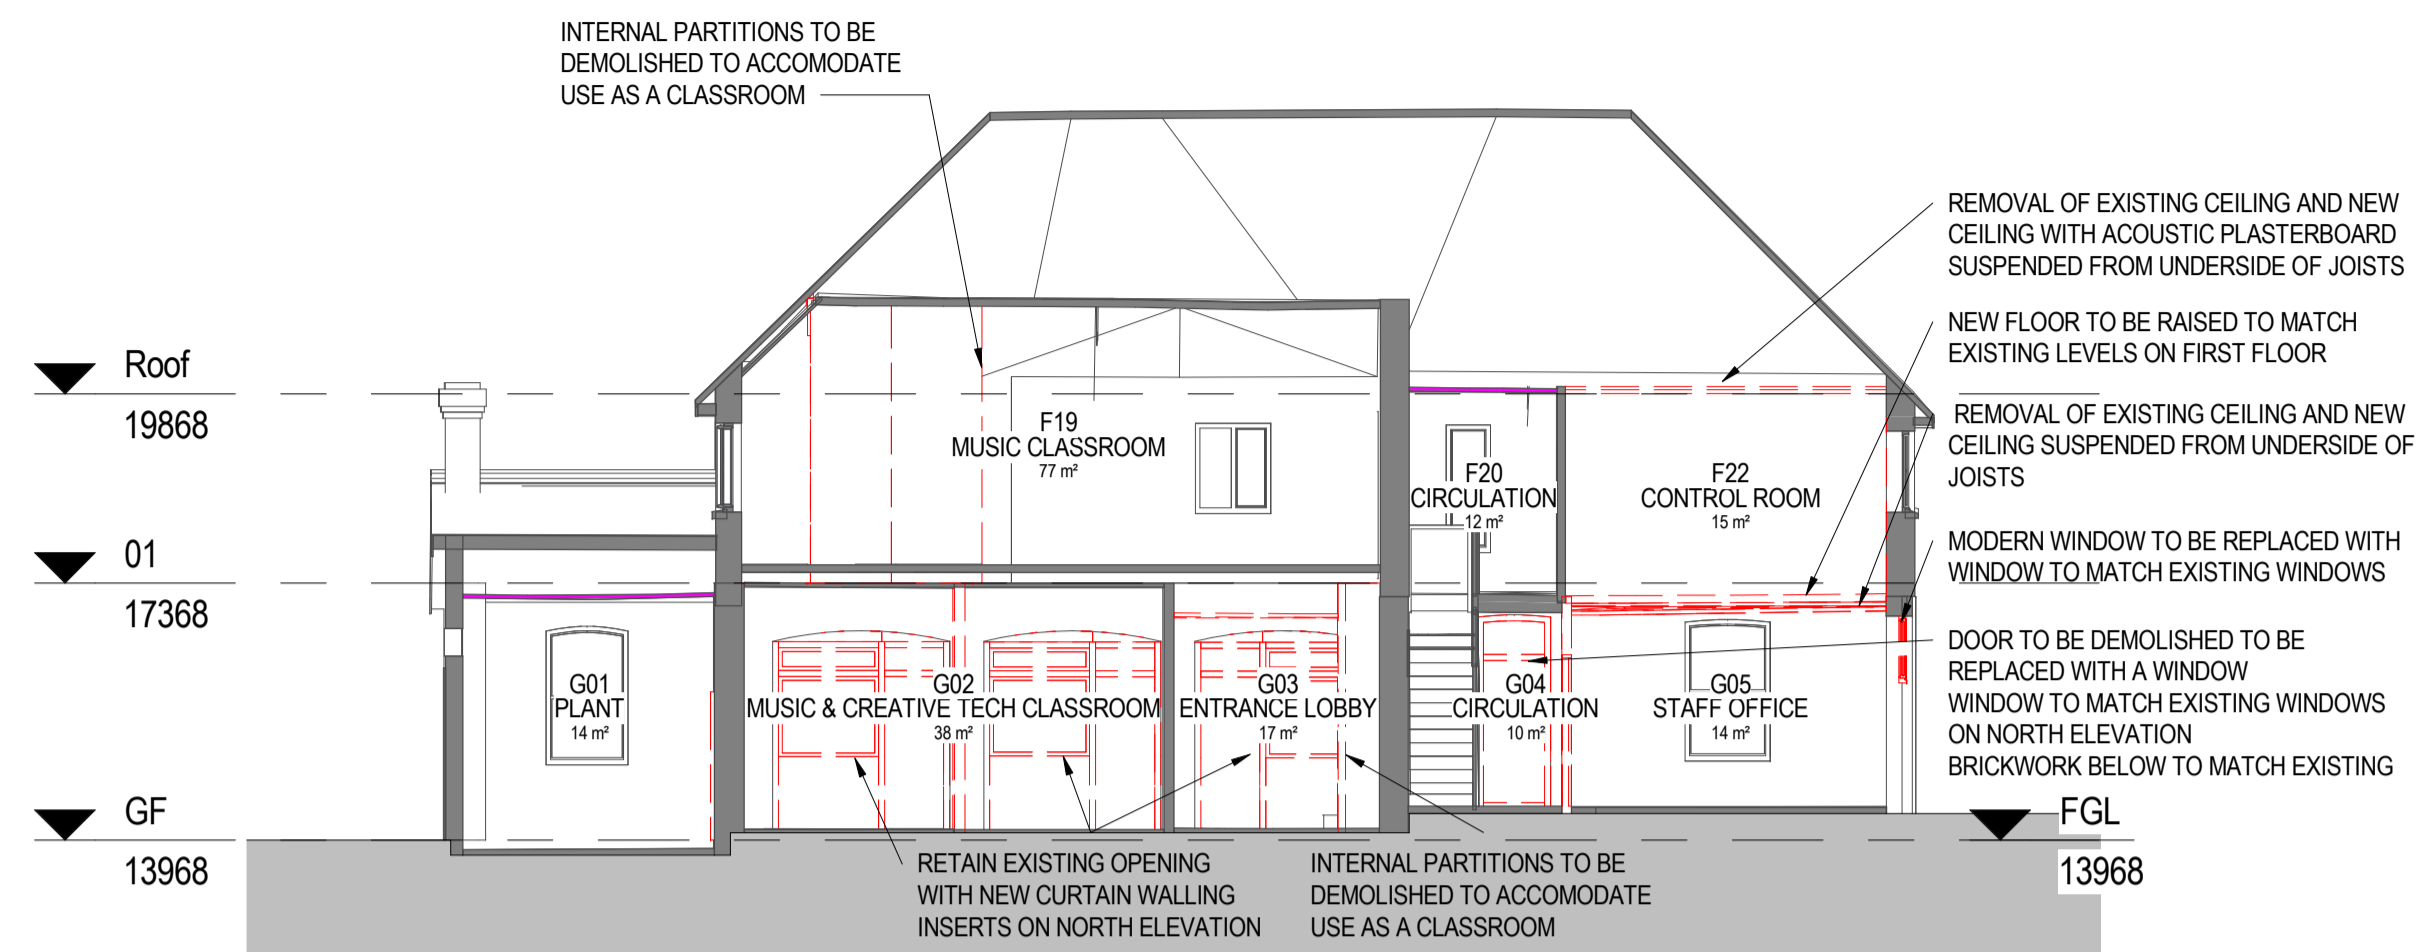 INTERNAL PARTITIONS TO BE
DEMOLISHED TO ACCOMODATE
USE AS A CLASSROOM
REMOVAL OF EXISTING CEILING AND NEW
CEILING WITH ACOUSTIC PLASTERBOARD
SUSPENDED FROM UNDERSIDE OF JOISTS
NEW FLOOR TO BE RAISED TO MATCH
EXISTING LEVELS ON FIRST FLOOR
REMOVAL OF EXISTING CEILING AND NEW
CEILING SUSPENDED FROM UNDERSIDE OF
JOISTS
MODERN WINDOW TO BE REPLACED WITH
WINDOW TO MATCH EXISTING WINDOWS
DOOR TO BE DEMOLISHED TO BE
REPLACED WITH A WINDOW
WINDOW TO MATCH EXISTING WINDOWS
ON NORTH ELEVATION
BRICKWORK BELOW TO MATCH EXISTING
Roof
19868
01
17368
GF
13968
F19
MUSIC CLASSROOM
77 m²
F20
CIRCULATION
12 m²
F22
CONTROL ROOM
15 m²
G01
PLANT
14 m²
G02
MUSIC & CREATIVE TECH CLASSROOM
38 m²
G03
ENTRANCE LOBBY
17 m²
G04
CIRCULATION
10 m²
G05
STAFF OFFICE
14 m²
FGL
13968
RETAIN EXISTING OPENING
WITH NEW CURTAIN WALLING
INSERTS ON NORTH ELEVATION
INTERNAL PARTITIONS TO BE
DEMOLISHED TO ACCOMODATE
USE AS A CLASSROOM